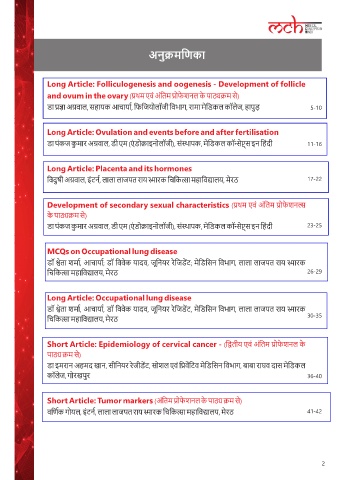 mch
अनुक्रमणिका
Long Article: Folliculogenesis and oogenesis - Development of follicle
and ovum in the ovary (प्रथम एवं अंतिम प्रोफेशनल के पाठ्यक्रम से)
डा प्रज्ञा अग्रवाल, सहायक आचार्या, फिजियोलॉजी विभाग, रामा मेडिकल कॉलेज, हापुड़ 5-10
Long Article: Ovulation and events before and after fertilisation
डा पंकज कुमार अग्रवाल, डी एम (एंडोक्राइनोलॉजी), संस्थापक, मेडिकल कॉन्सेप्ट्स इन हिंदी 11-16
Long Article: Placenta and its hormones
विदुषी अग्रवाल, इंटर्न, लाला लाजपत राय स्मारक चिकित्सा महाविद्यालय, मेरठ 17-22
Development of secondary sexual characteristics (प्रथम एवं अंतिम प्रोफेशनल
के पाठ्यक्रम से)
डा पंकज कुमार अग्रवाल, डी एम (एंडोक्राइनोलॉजी), संस्थापक, मेडिकल कॉन्सेप्ट्स इन हिंदी 23-25
MCQs on Occupational lung disease
डॉ श्वेता शर्मा, आचार्या, डॉ विवेक यादव, जूनियर रेजिडेंट, मेडिसिन विभाग, लाला लाजपत राय स्मारक
चिकित्सा महाविद्यालय, मेरठ 26-29
Long Article: Occupational lung disease
डॉ श्वेता शर्मा, आचार्या, डॉ विवेक यादव, जूनियर रेजिडेंट, मेडिसिन विभाग, लाला लाजपत राय स्मारक
चिकित्सा महाविद्यालय, मेरठ 30-35
Short Article: Epidemiology of cervical cancer - (द्वितीय एवं अंतिम प्रोफेशनल के
पाठ्यक्रम से)
डा इमरान अहमद खान, सीनियर रेजीडेंट, सोशल एवं प्रिवेंटिव मेडिसिन विभाग, बाबा राघव दास मेडिकल
कॉलेज, गोरखपुर 36-40
Short Article: Tumor markers (अंतिम प्रोफेशनल के पाठ्यक्रम से)
वर्णिक गोयल, इंटर्न, लाला लाजपत राय स्मारक चिकित्सा महाविद्यालय, मेरठ 41-42
2